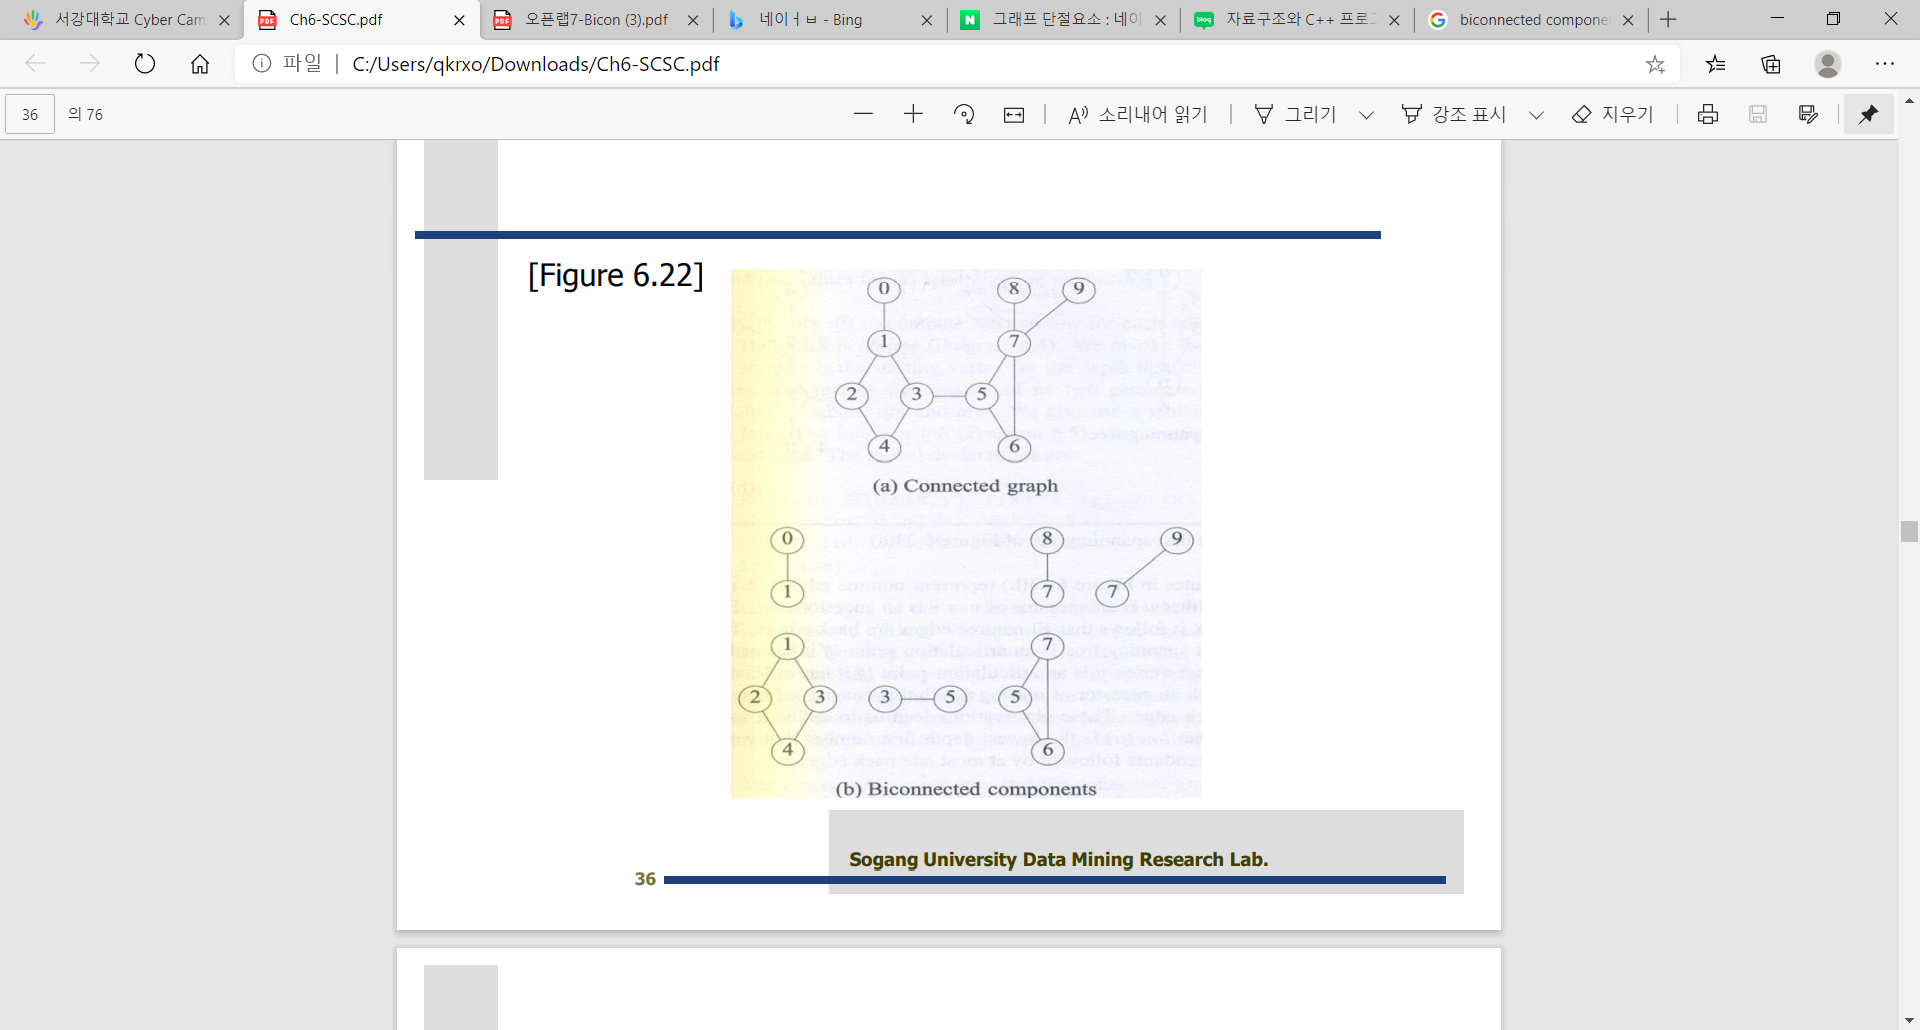 서강대학교 Cyber Cam
Ch6-SCSC.pdf
오픈랩7-Bicon (3).pdf
네이ㅓㅂ - Bing
그래프 단절요소 : 네이
자료구조와 C++ 프로그
biconnected compone
파일
C:/Users/qkrxo/Downloads/Ch6-SCSC.pdf
36
의 76
소리내어 읽기
그리기
강조 표시
지우기
[Figure 6.22]
0 8 9
1 7
2 3 5
4 6
(a) Connected graph
0 8 9
1 7 7
1 7
2 3 3 5 5
4 6
(b) Biconnected components
Sogang University Data Mining Research Lab.
36